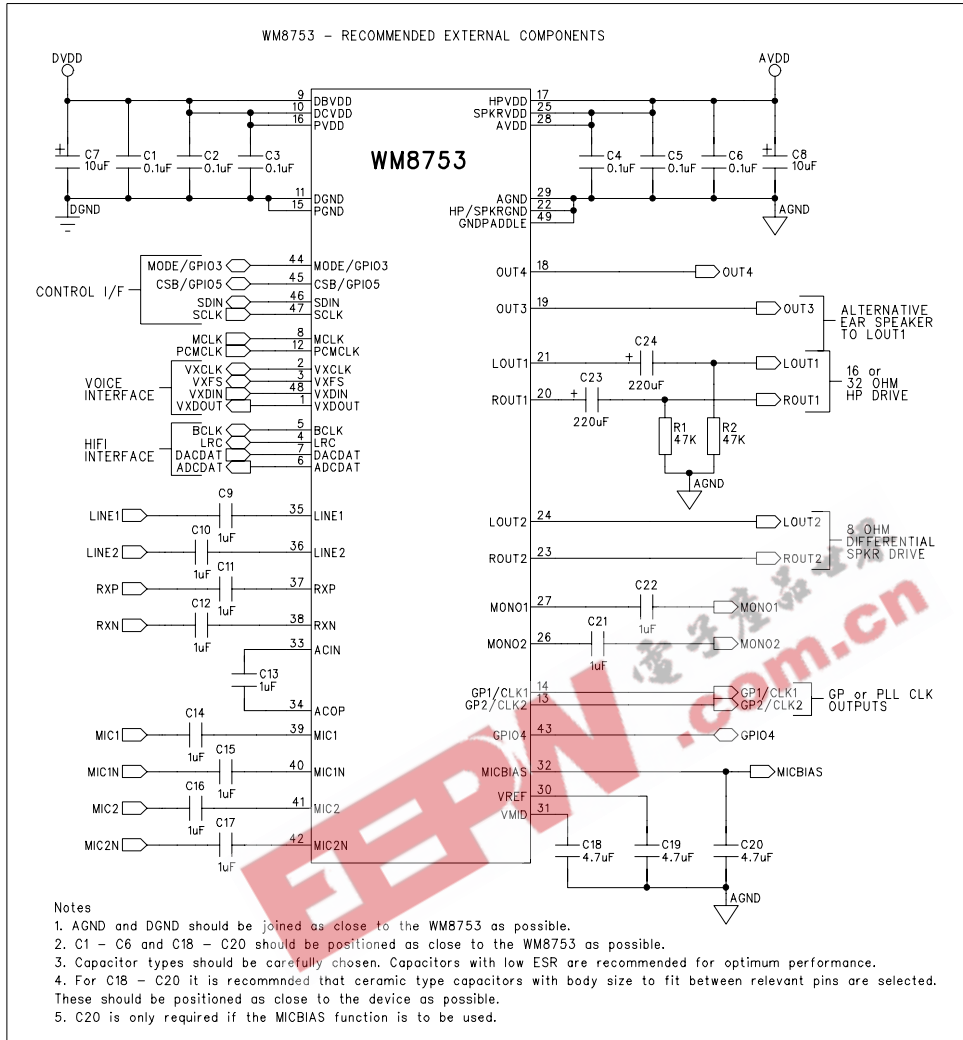 WM8753 - RECOMMENDED EXTERNAL COMPONENTS
DVDD
AVDD
WM8753
9 DBVDD
10 DCVDD
16 PVDD
11 DGND
15 PGND
HPVDD 17
SPKRVDD 25
AVDD 28
AGND 29
HP/SPKRGND 22
GNDPADDLE 49
+ C7 10uF
C1 0.1uF
C2 0.1uF
C3 0.1uF
DGND
C4 0.1uF
C5 0.1uF
C6 0.1uF
+ C8 10uF
AGND
CONTROL I/F
MODE/GPIO3 44 MODE/GPIO3
CSB/GPIO5 45 CSB/GPIO5
SDIN 46 SDIN
SCLK 47 SCLK
MCLK 8 MCLK
PCMCLK 12 PCMCLK
VOICE
INTERFACE
VXCLK 2 VXCLK
VXFS 3 VXFS
VXDIN 48 VXDIN
VXDOUT 1 VXDOUT
HIFI
INTERFACE
BCLK 5 BCLK
LRC 4 LRC
DACDAT 7 DACDAT
ADCDAT 6 ADCDAT
LINE1 C9 1uF 35 LINE1
LINE2 C10 1uF 36 LINE2
RXP C11 1uF 37 RXP
RXN C12 1uF 38 RXN
33 ACIN
C13 1uF
34 ACOP
MIC1 C14 1uF 39 MIC1
MIC1N C15 1uF 40 MIC1N
MIC2 C16 1uF 41 MIC2
MIC2N C17 1uF 42 MIC2N
OUT4 18 OUT4
OUT3 19 OUT3
ALTERNATIVE
EAR SPEAKER
TO LOUT1
LOUT1 21 + C24 220uF LOUT1
ROUT1 20 + C23 220uF ROUT1
16 or
32 OHM
HP DRIVE
R1 47K
R2 47K
AGND
LOUT2 24 LOUT2
ROUT2 23 ROUT2
8 OHM
DIFFERENTIAL
SPKR DRIVE
MONO1 27 C22 1uF MONO1
MONO2 26 C21 1uF MONO2
GP1/CLK1 14 GP1/CLK1
GP2/CLK2 13 GP2/CLK2
GP or PLL CLK
OUTPUTS
GPIO4 43 GPIO4
MICBIAS 32 MICBIAS
VREF 30
VMID 31
C18 4.7uF
C19 4.7uF
C20 4.7uF
AGND
EEPW.com.cn
電子產品世界
Notes
1. AGND and DGND should be joined as close to the WM8753 as possible.
2. C1 - C6 and C18 - C20 should be positioned as close to the WM8753 as possible.
3. Capacitor types should be carefully chosen. Capacitors with low ESR are recommended for optimum performance.
4. For C18 - C20 it is recommnded that ceramic type capacitors with body size to fit between relevant pins are selected.
These should be positioned as close to the device as possible.
5. C20 is only required if the MICBIAS function is to be used.